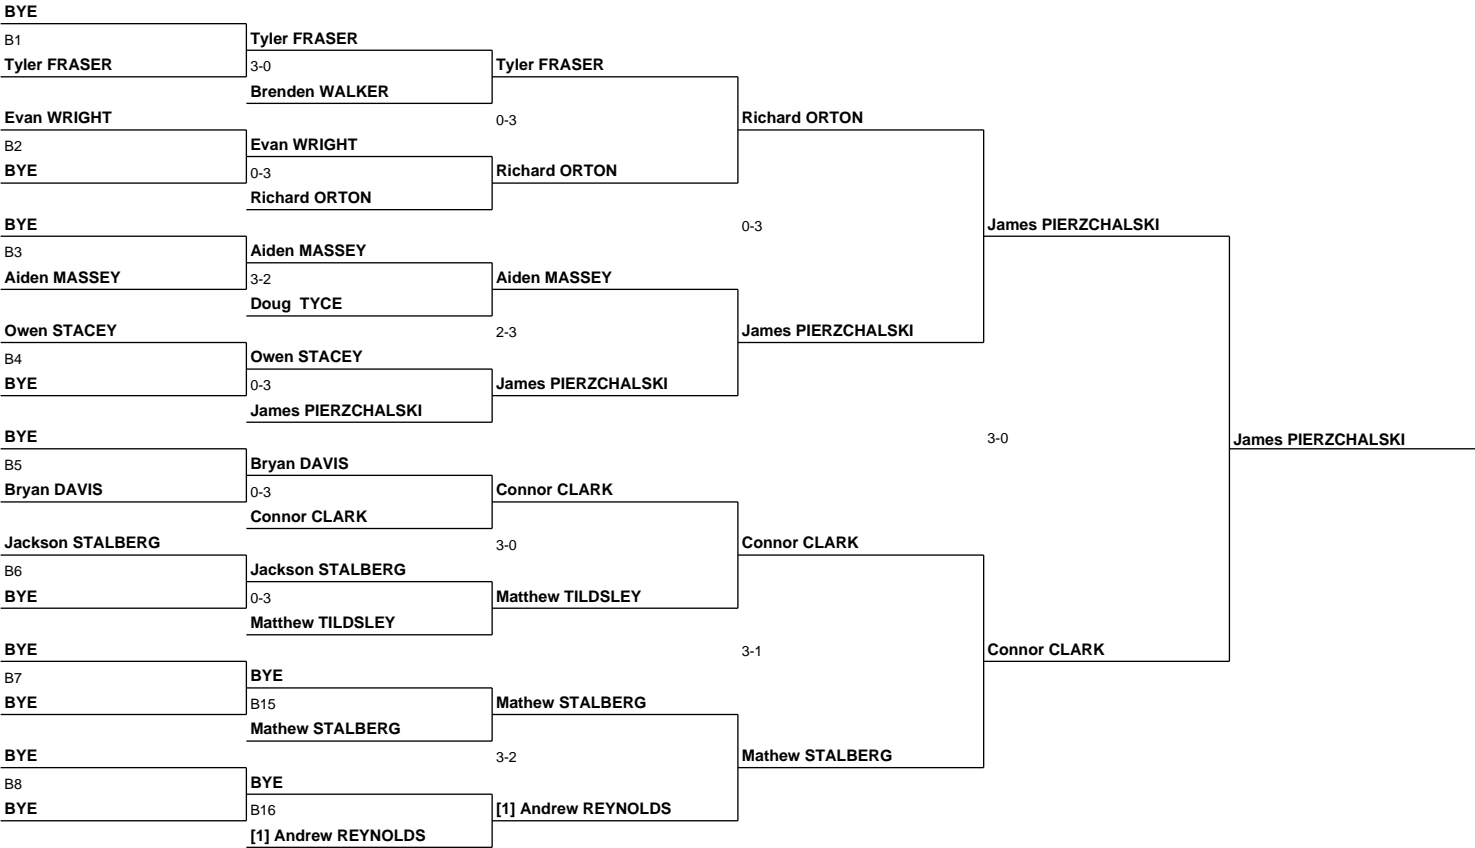 BYE
B1
Tyler FRASER
Evan WRIGHT
B2
BYE
BYE
B3
Aiden MASSEY
Owen STACEY
B4
BYE
BYE
B5
Bryan DAVIS
Jackson STALBERG
B6
BYE
BYE
B7
BYE
BYE
B8
BYE
Tyler FRASER
3-0
Brenden WALKER
Evan WRIGHT
0-3
Richard ORTON
Aiden MASSEY
3-2
Doug  TYCE
Owen STACEY
0-3
James PIERZCHALSKI
Bryan DAVIS
0-3
Connor CLARK
Jackson STALBERG
0-3
Matthew TILDSLEY
BYE
B15
Mathew STALBERG
BYE
B16
[1] Andrew REYNOLDS
Tyler FRASER
0-3
Richard ORTON
Aiden MASSEY
2-3
James PIERZCHALSKI
Connor CLARK
3-0
Matthew TILDSLEY
Mathew STALBERG
3-2
[1] Andrew REYNOLDS
Richard ORTON
0-3
James PIERZCHALSKI
Connor CLARK
3-1
Mathew STALBERG
James PIERZCHALSKI
3-0
Connor CLARK
James PIERZCHALSKI